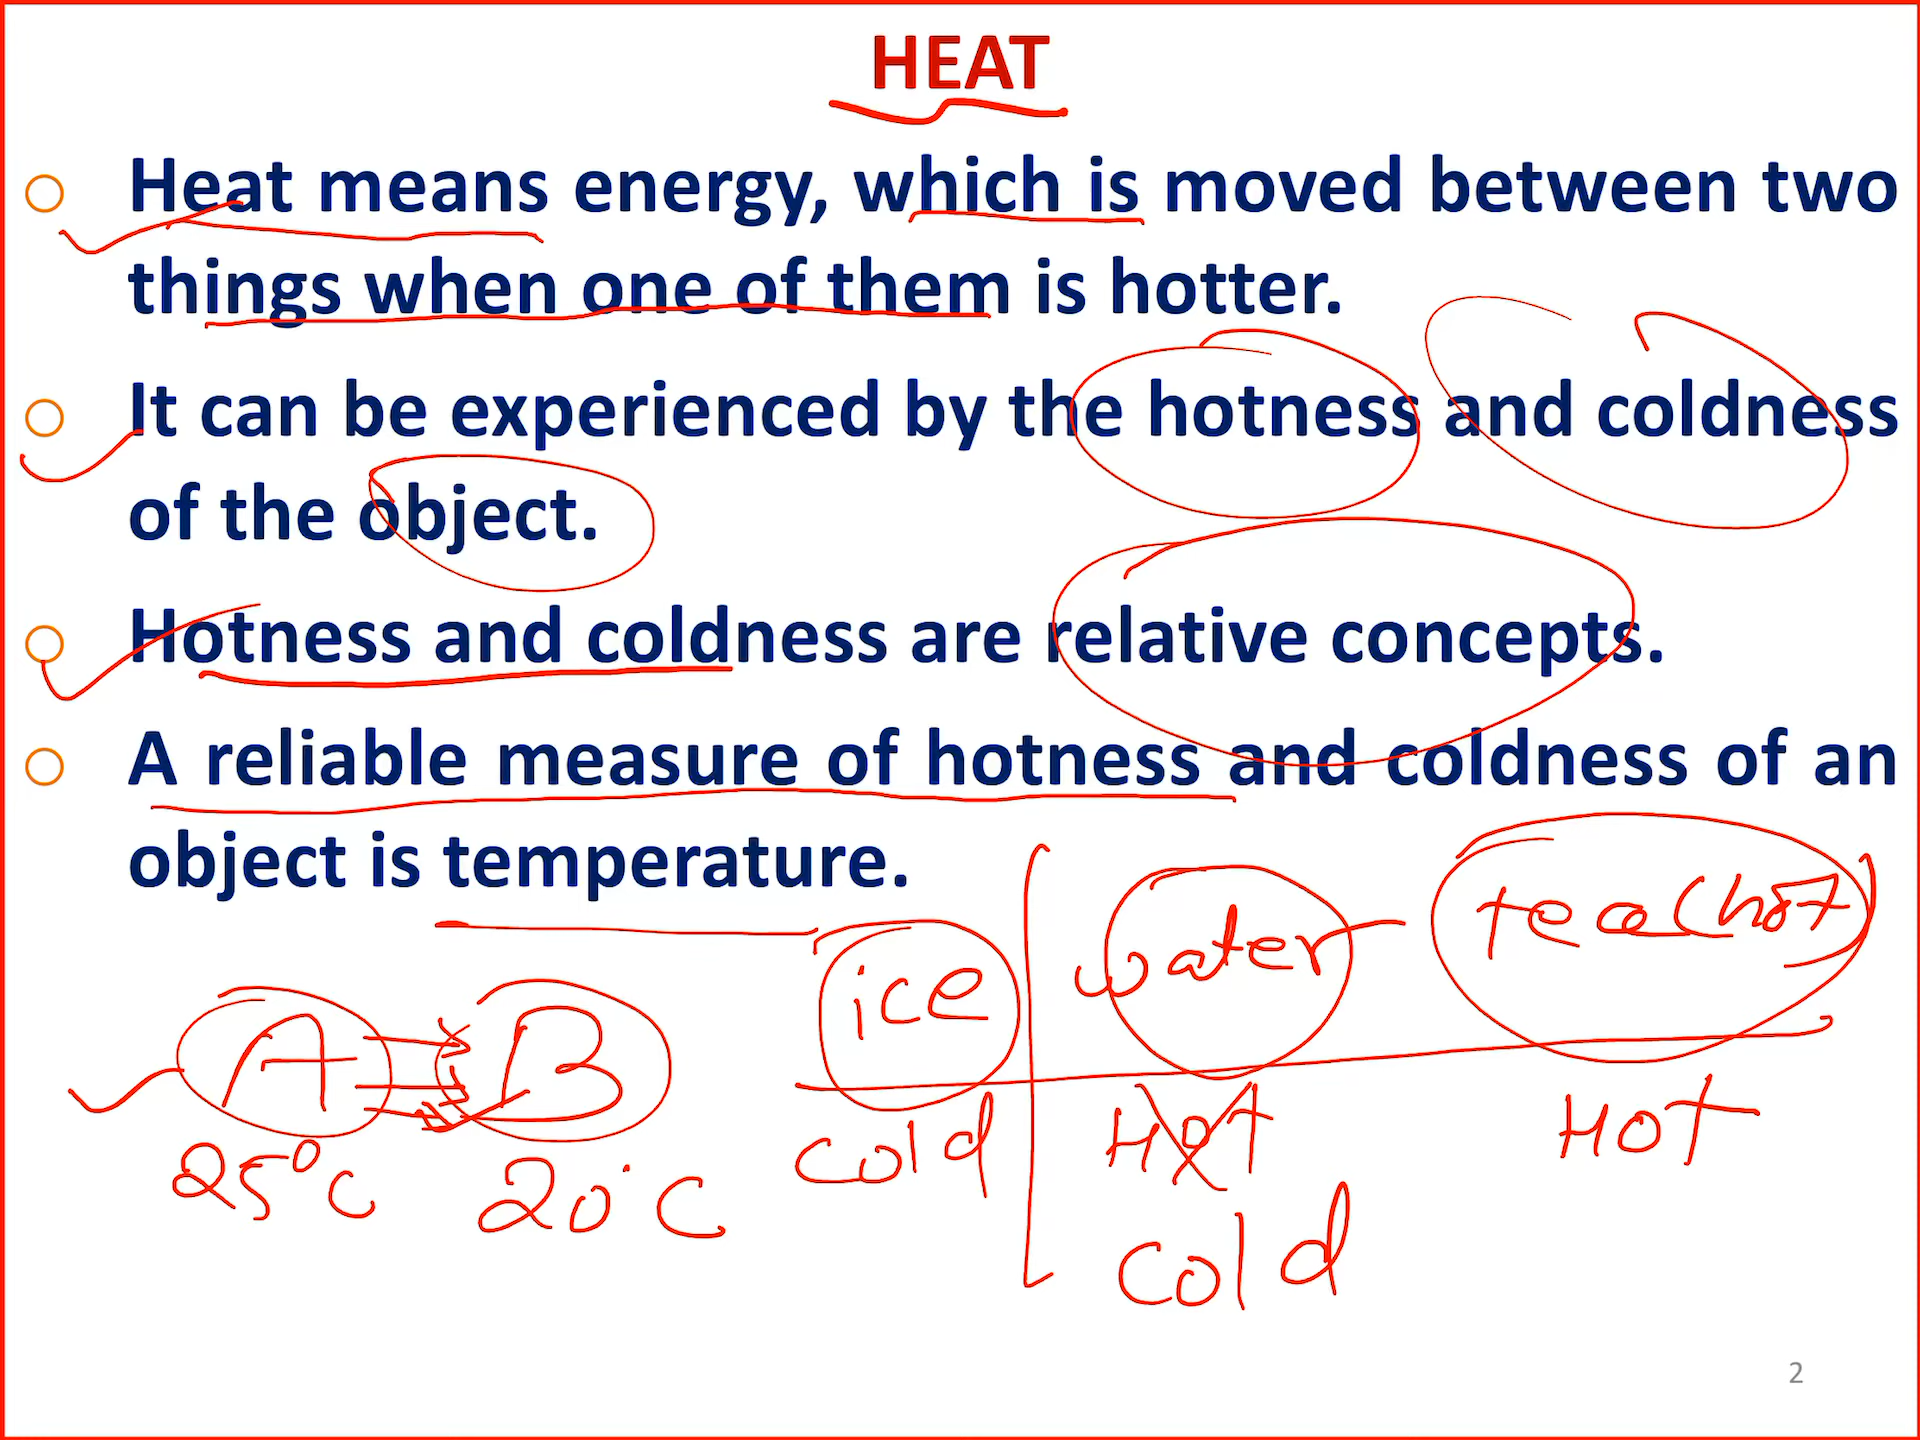 HEAT
Heat means energy, which is moved between two
things when one of them is hotter.
It can be experienced by the hotness and coldness
of the object.
Hotness and coldness are relative concepts.
A reliable measure of hotness and coldness of an
object is temperature.
ice water tea(hot)
A B
cold HOT HOT
25°C 20°C
cold
2